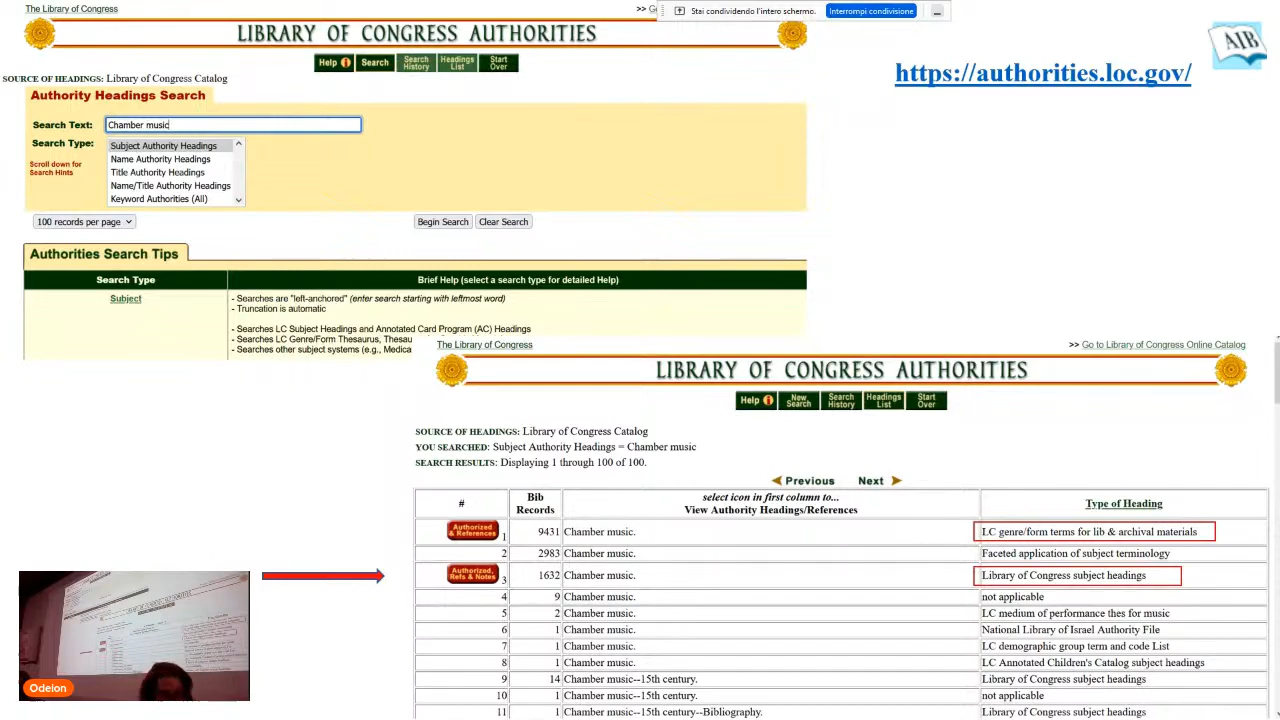 The Library of Congress
>> G
Stai condividendo l'intero schermo.
Interrompi condivisione
LIBRARY OF CONGRESS AUTHORITIES
Help
Search
Search History
Headings List
Start Over
AIB
https://authorities.loc.gov/
SOURCE OF HEADINGS: Library of Congress Catalog
Authority Headings Search
Search Text: Chamber music
Search Type:
Subject Authority Headings
Name Authority Headings
Title Authority Headings
Name/Title Authority Headings
Keyword Authorities (All)
Scroll down for
Search Hints
100 records per page
Begin Search
Clear Search
Authorities Search Tips
Search Type
Brief Help (select a search type for detailed Help)
Subject
- Searches are "left-anchored" (enter search starting with leftmost word)
- Truncation is automatic
- Searches LC Subject Headings and Annotated Card Program (AC) Headings
- Searches LC Genre/Form Thesaurus, Thesau
- Searches other subject systems (e.g., Medica
The Library of Congress
>> Go to Library of Congress Online Catalog
LIBRARY OF CONGRESS AUTHORITIES
Help
New Search
Search History
Headings List
Start Over
SOURCE OF HEADINGS: Library of Congress Catalog
YOU SEARCHED: Subject Authority Headings = Chamber music
SEARCH RESULTS: Displaying 1 through 100 of 100.
Previous Next
# Bib Records select icon in first column to... View Authority Headings/References Type of Heading
Authorized & References 1 9431 Chamber music. LC genre/form terms for lib & archival materials
2 2983 Chamber music. Faceted application of subject terminology
Authorized, Refs & Notes 3 1632 Chamber music. Library of Congress subject headings
4 9 Chamber music. not applicable
5 2 Chamber music. LC medium of performance thes for music
6 1 Chamber music. National Library of Israel Authority File
7 1 Chamber music. LC demographic group term and code List
8 1 Chamber music. LC Annotated Children's Catalog subject headings
9 14 Chamber music--15th century. Library of Congress subject headings
10 1 Chamber music--15th century. not applicable
11 1 Chamber music--15th century--Bibliography. Library of Congress subject headings
Odeion